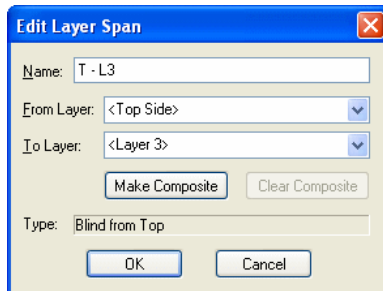 Edit Layer Span
Name: T - L3
From Layer: <Top Side>
To Layer: <Layer 3>
Make Composite Clear Composite
Type: Blind from Top
OK Cancel